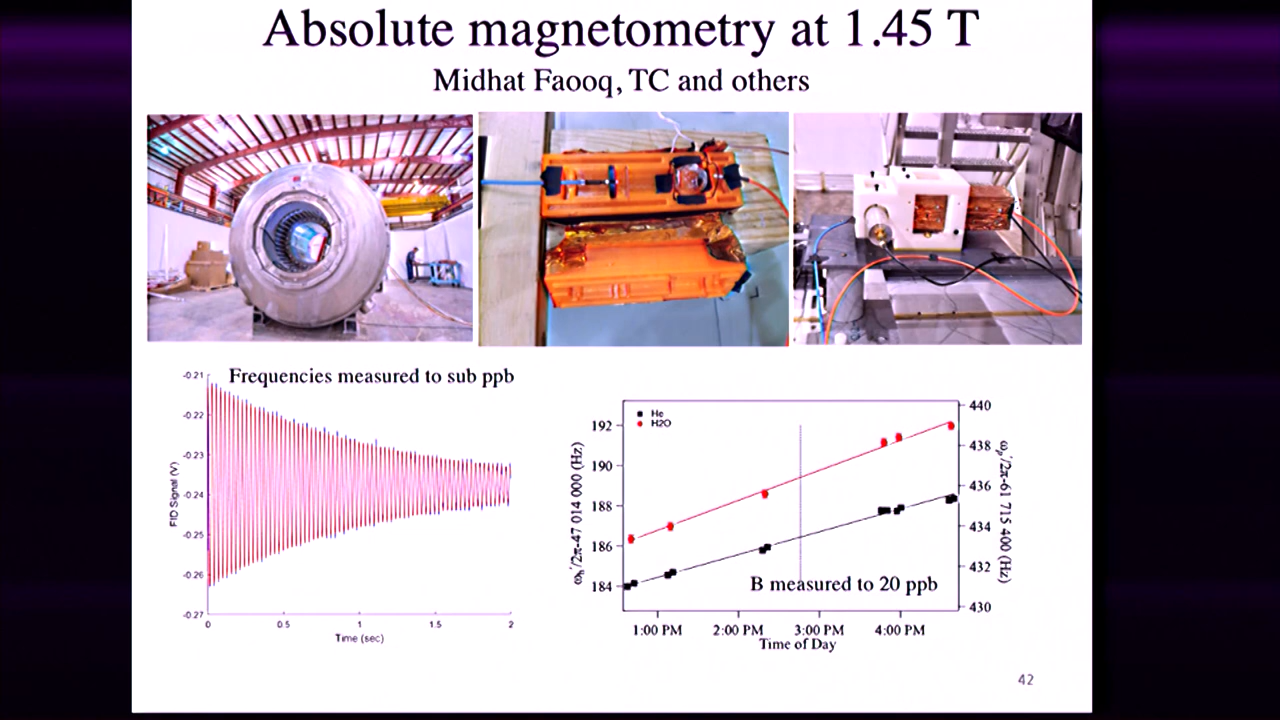 Absolute magnetometry at 1.45 T
Midhat Faooq, TC and others
Frequencies measured to sub ppb
-0.21
-0.22
-0.23
-0.24
-0.25
-0.26
-0.27
FID Signal (V)
0
0.5
1
1.5
2
Time (sec)
He
H2O
192
190
188
186
184
ωh'/2π-47 014 000 (Hz)
440
438
436
434
432
430
ωp'/2π-61 715 400 (Hz)
B measured to 20 ppb
1:00 PM
2:00 PM
3:00 PM
4:00 PM
Time of Day
42